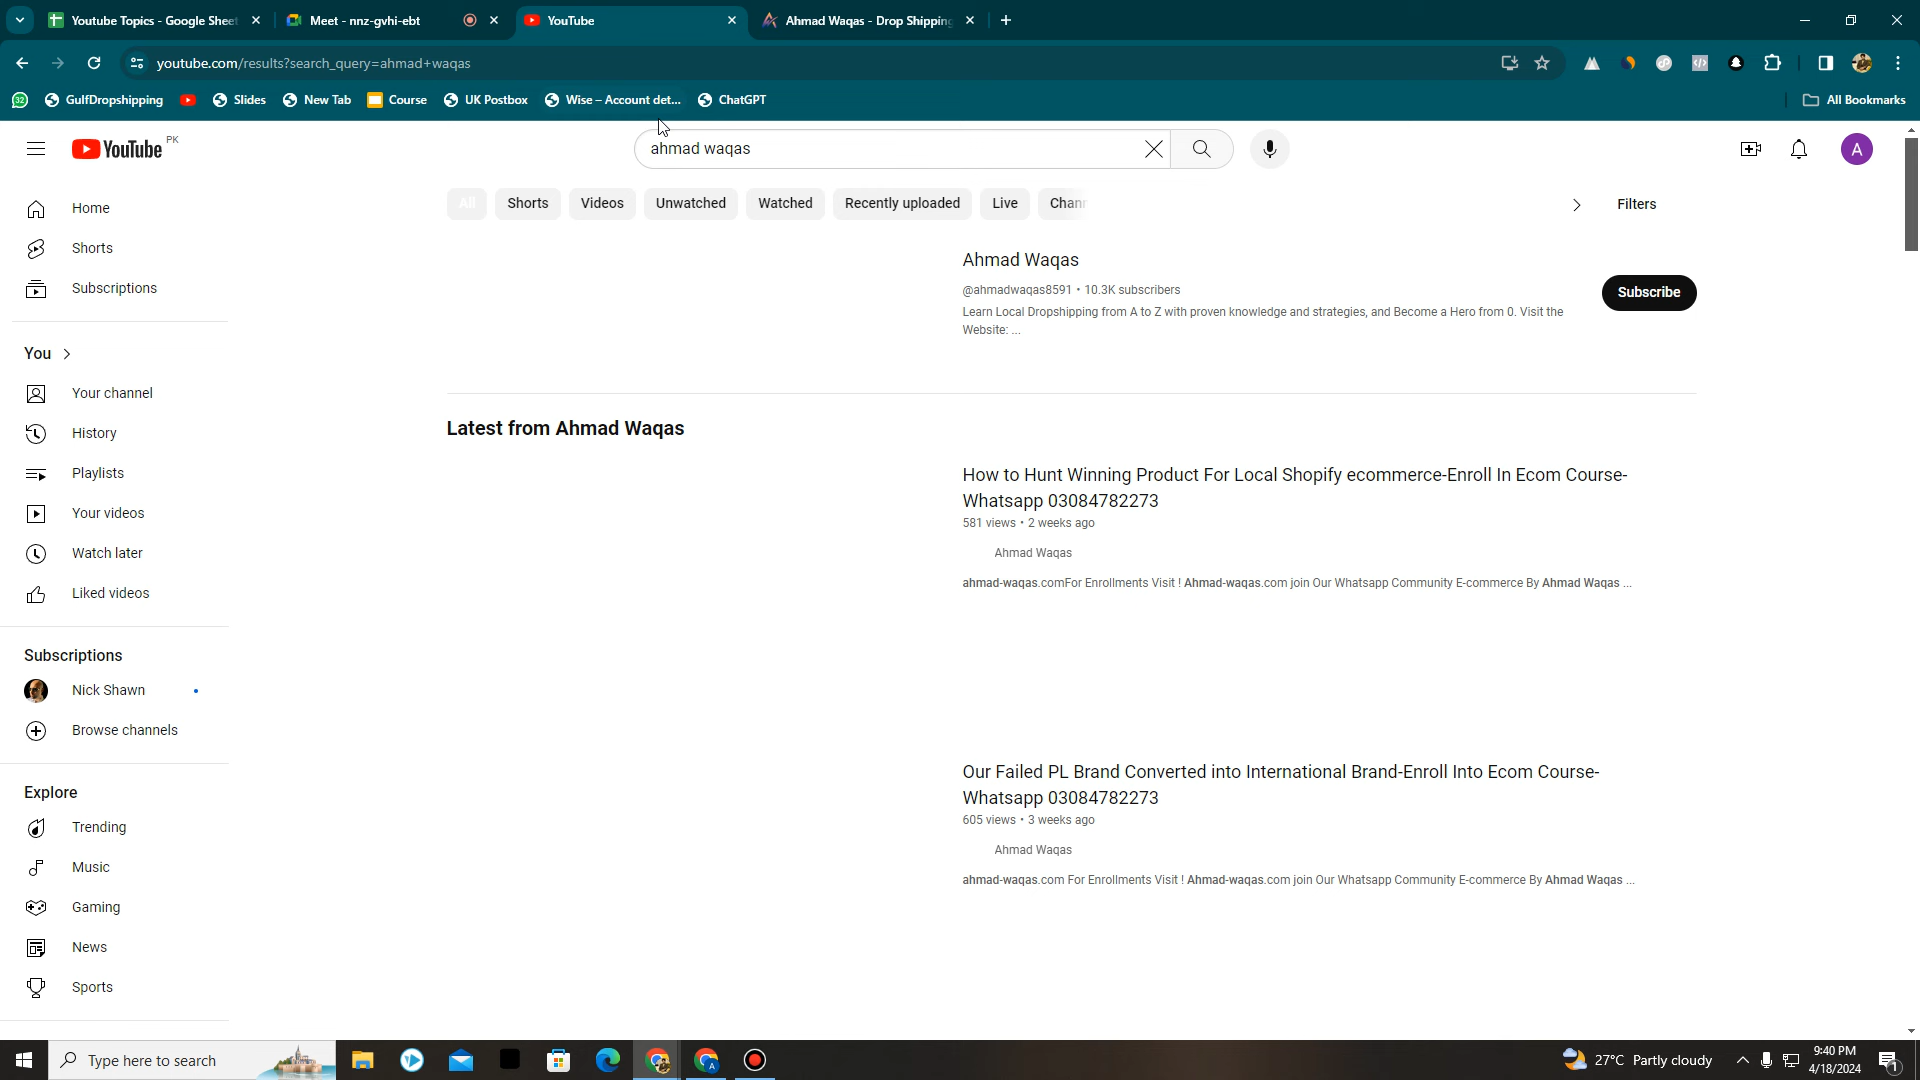 Youtube Topics - Google Sheet
Meet - nnz-gvhi-ebt
YouTube
Ahmad Waqas - Drop Shipping
youtube.com/results?search_query=ahmad+waqas
32
GulfDropshipping
Slides
New Tab
Course
UK Postbox
Wise – Account det...
ChatGPT
All Bookmarks
YouTube PK
ahmad waqas
A
All
Shorts
Videos
Unwatched
Watched
Recently uploaded
Live
Chann
Filters
Home
Shorts
Subscriptions
You
Your channel
History
Playlists
Your videos
Watch later
Liked videos
Subscriptions
Nick Shawn
Browse channels
Explore
Trending
Music
Gaming
News
Sports
Ahmad Waqas
@ahmadwaqas8591 • 10.3K subscribers
Learn Local Dropshipping from A to Z with proven knowledge and strategies, and Become a Hero from 0. Visit the
Website: ...
Subscribe
Latest from Ahmad Waqas
How to Hunt Winning Product For Local Shopify ecommerce-Enroll In Ecom Course-
Whatsapp 03084782273
581 views • 2 weeks ago
Ahmad Waqas
ahmad-waqas.comFor Enrollments Visit ! Ahmad-waqas.com join Our Whatsapp Community E-commerce By Ahmad Waqas ...
Our Failed PL Brand Converted into International Brand-Enroll Into Ecom Course-
Whatsapp 03084782273
605 views • 3 weeks ago
Ahmad Waqas
ahmad-waqas.com For Enrollments Visit ! Ahmad-waqas.com join Our Whatsapp Community E-commerce By Ahmad Waqas ...
Type here to search
27°C Partly cloudy
9:40 PM
4/18/2024
1